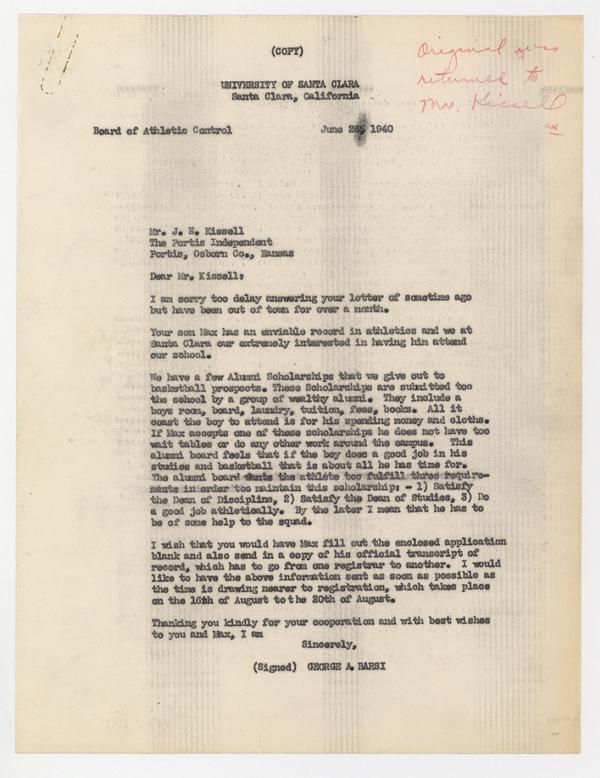 (COPY)
Original was
returned to
Mr. Kissell
UNIVERSITY OF SANTA CLARA
Santa Clara, California
Board of Athletic Control June 1940
Mr. J. E. Kissell
The Portis Independent
Portis, Osborn Co., Kansas
Dear Mr. Kissell:
I am sorry too delay answering your letter of sometime ago
but have been out of town for over a month.
Your son Max has an enviable record in athletics and we at
Santa Clara our extremely interested in having him attend
our school.
We have a few Alumni Scholarships that we give out to
basketball prospects. These Scholarships are submitted too
the school by a group of wealthy alumni. They include a
boys room, board, laundry, tuition, fees, books. All it
coast the boy to attend is for his spending money and cloths.
If Max accepts one of these scholarships he does not have too
wait tables or do any other work around the campus. This
alumni board feels that if the boy does a good job in his
studies and basketball that is about all he has time for.
The alumni board wants the athlete too fulfill three require-
ments in order too maintain this scholarship: - 1) Satisfy
the Dean of Discipline, 2) Satisfy the Dean of Studies, 3) Do
a good job athletically. By the later I mean that he has to
be of some help to the squad.
I wish that you would have Max fill out the enclosed application
blank and also send in a copy of his official transcript of
record, which has to go from one registrar to another. I would
like to have the above information sent as soon as possible as
the time is drawing nearer to registration, which takes place
on the 16th of August to the 20th of August.
Thanking you kindly for your cooperation and with best wishes
to you and Max, I am
Sincerely,
(Signed) GEORGE A. BARSI